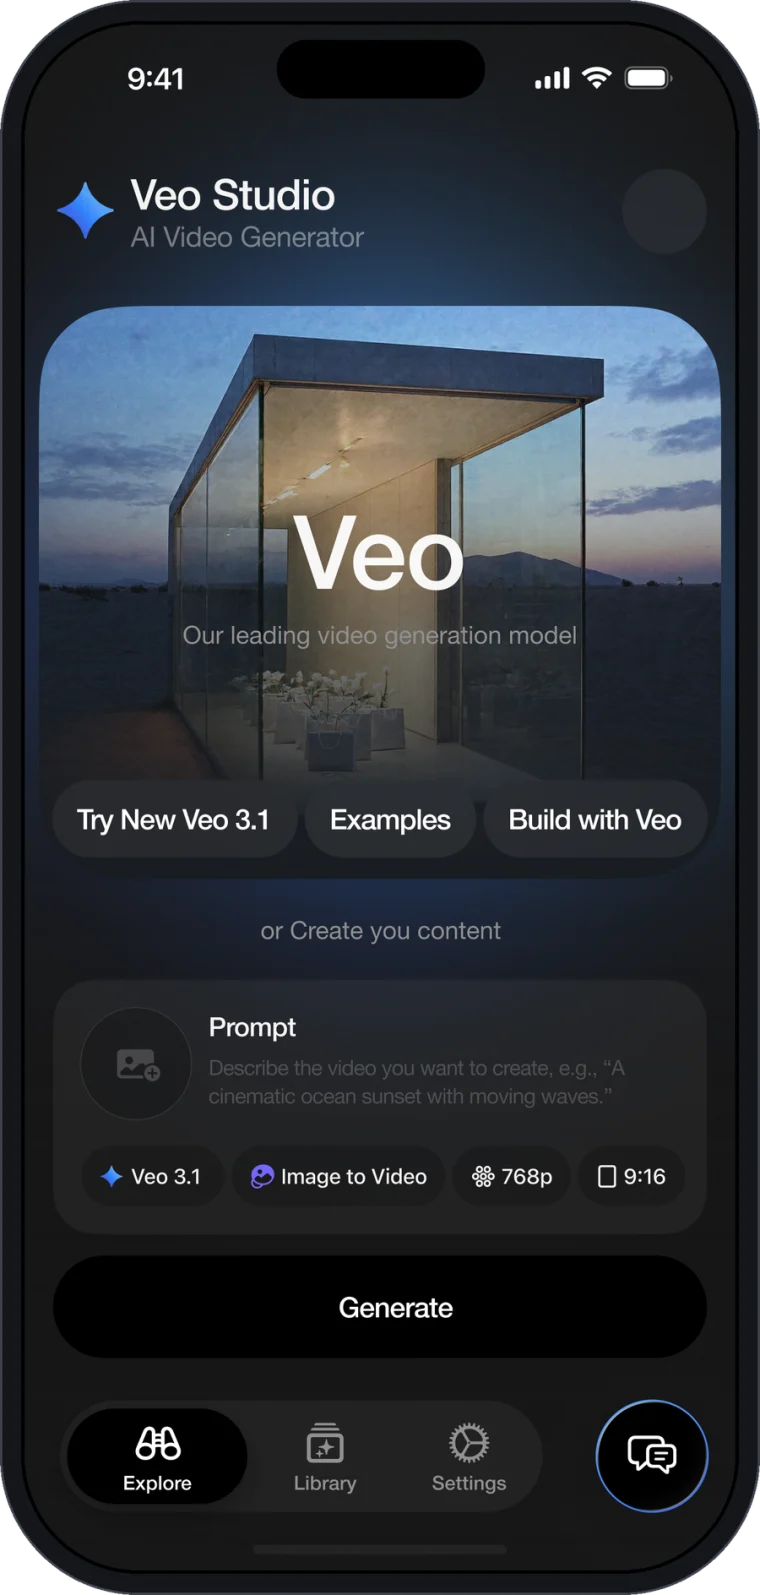 9:41
Veo Studio
AI Video Generator
Veo
Our leading video generation model
Try New Veo 3.1
Examples
Build with Veo
or Create you content
Prompt
Describe the video you want to create, e.g., “A
cinematic ocean sunset with moving waves.”
Veo 3.1
Image to Video
768p
9:16
Generate
Explore
Library
Settings